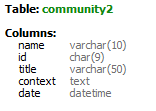 Table: community2
Columns:
name varchar(10)
id char(9)
title varchar(50)
context text
date datetime